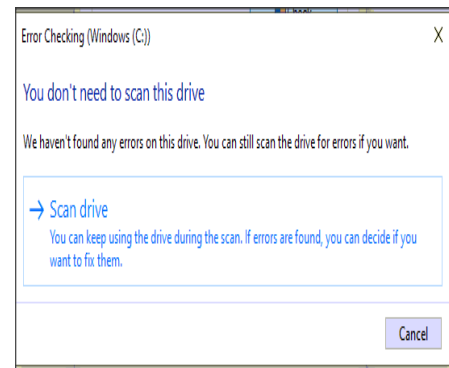 Error Checking (Windows (C:))
X
You don't need to scan this drive
We haven't found any errors on this drive. You can still scan the drive for errors if you want.
→ Scan drive
You can keep using the drive during the scan. If errors are found, you can decide if you
want to fix them.
Cancel